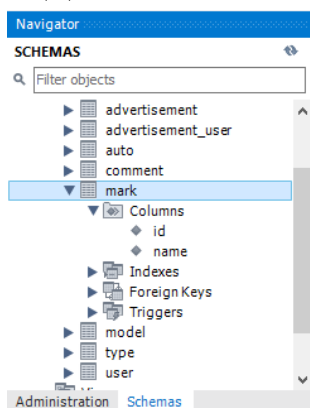 Navigator
SCHEMAS
Filter objects
advertisement
advertisement_user
auto
comment
mark
Columns
id
name
Indexes
Foreign Keys
Triggers
model
type
user
Administration Schemas